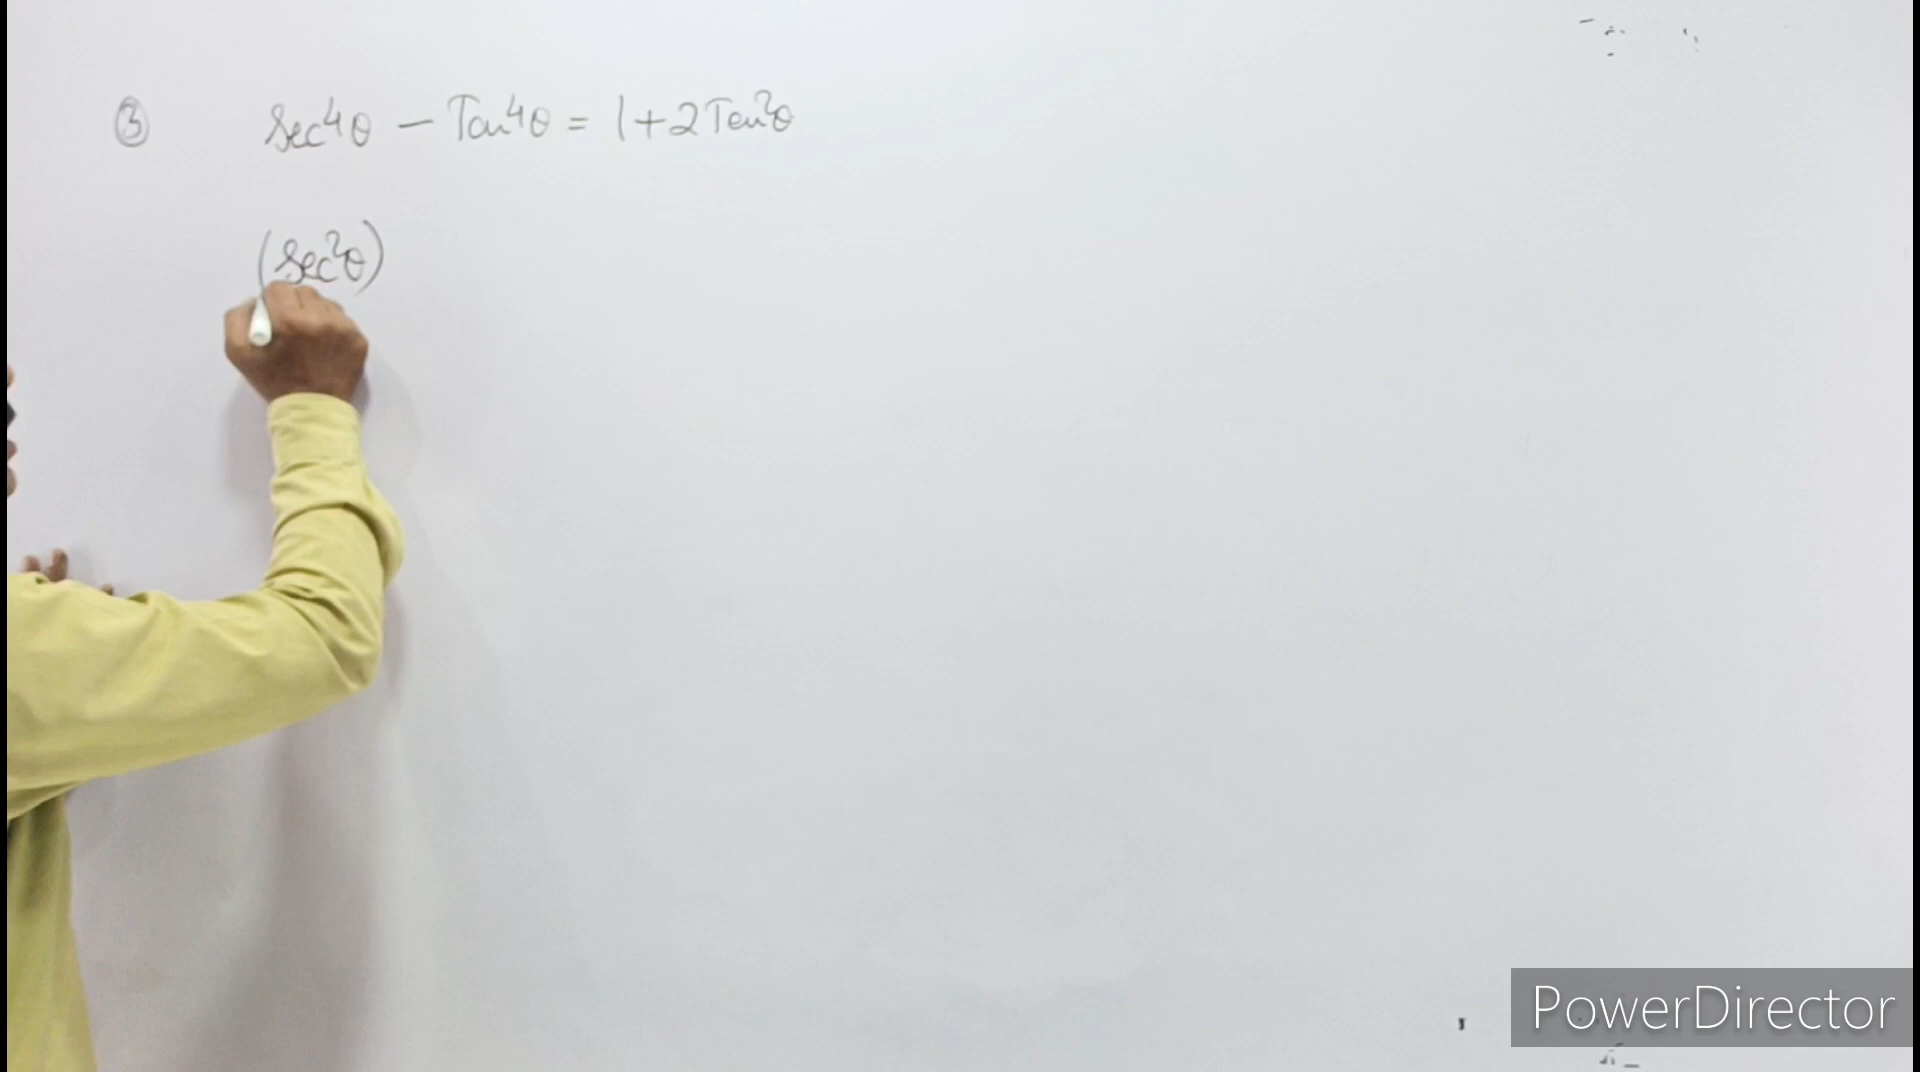 ③ Sec⁴θ – Tan⁴θ = 1+2Tan²θ
(Sec²θ)
PowerDirector